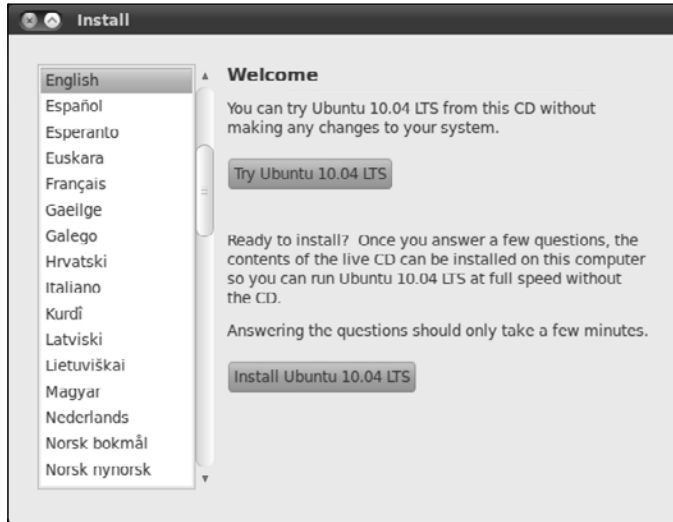 Install
English
Español
Esperanto
Euskara
Français
Gaeilge
Galego
Hrvatski
Italiano
Kurdî
Latviski
Lietuviškai
Magyar
Nederlands
Norsk bokmål
Norsk nynorsk
Welcome
You can try Ubuntu 10.04 LTS from this CD without
making any changes to your system.
Try Ubuntu 10.04 LTS
Ready to install? Once you answer a few questions, the
contents of the live CD can be installed on this computer
so you can run Ubuntu 10.04 LTS at full speed without
the CD.
Answering the questions should only take a few minutes.
Install Ubuntu 10.04 LTS